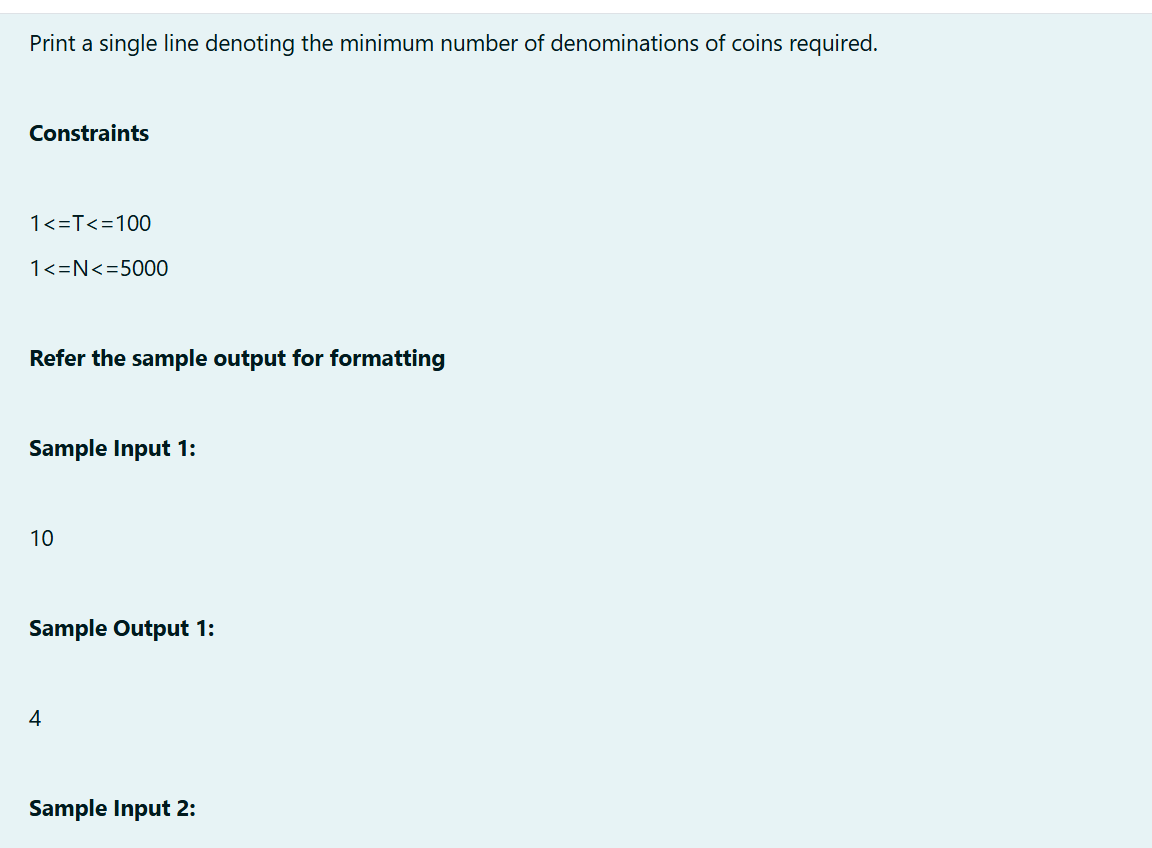 Print a single line denoting the minimum number of denominations of coins required.
Constraints
1<=T<=100
1<=N<=5000
Refer the sample output for formatting
Sample Input 1:
10
Sample Output 1:
4
Sample Input 2: